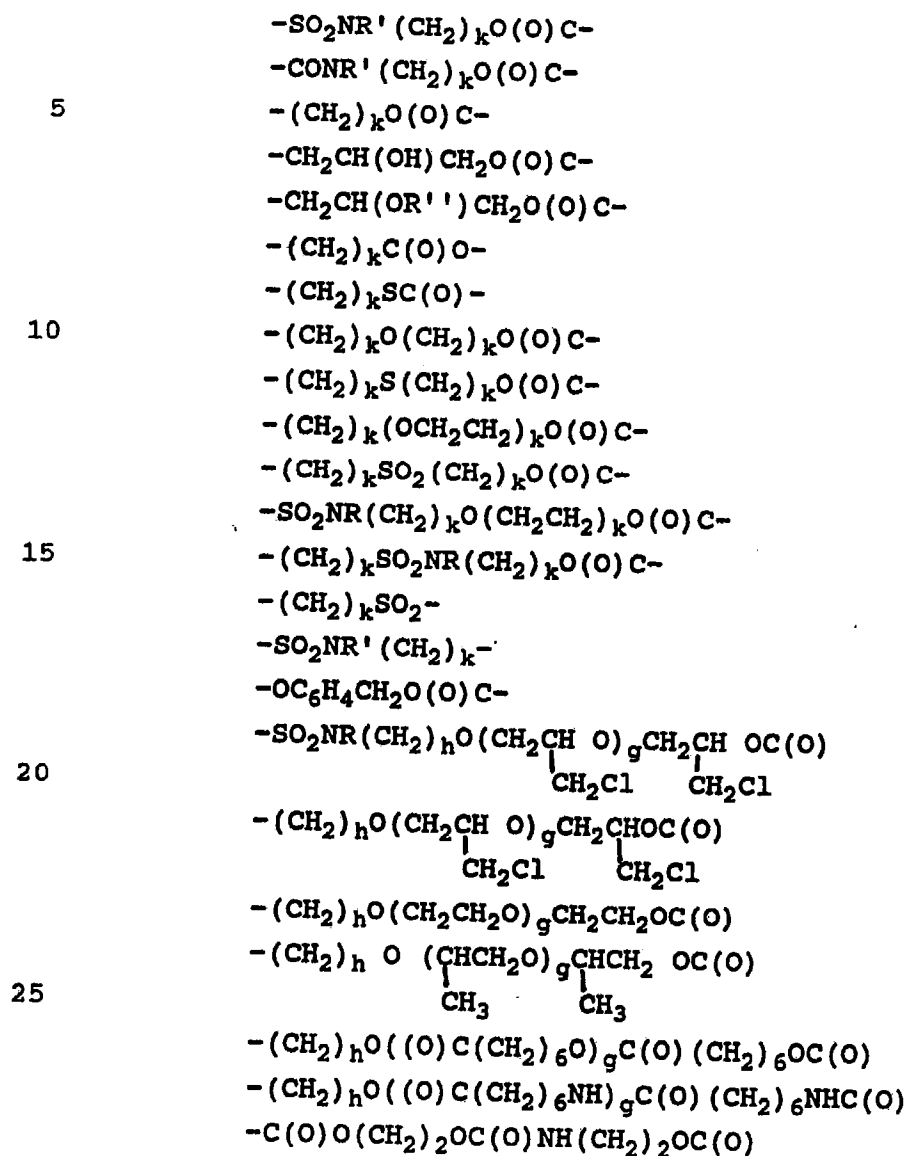 -SO₂NR'(CH₂)ₖO(O)C-
-CONR'(CH₂)ₖO(O)C-
5 -(CH₂)ₖO(O)C-
-CH₂CH(OH)CH₂O(O)C-
-CH₂CH(OR'')CH₂O(O)C-
-(CH₂)ₖC(O)O-
-(CH₂)ₖSC(O)-
10 -(CH₂)ₖO(CH₂)ₖO(O)C-
-(CH₂)ₖS(CH₂)ₖO(O)C-
-(CH₂)ₖ(OCH₂CH₂)ₖO(O)C-
-(CH₂)ₖSO₂(CH₂)ₖO(O)C-
-SO₂NR(CH₂)ₖO(CH₂CH₂)ₖO(O)C-
15 -(CH₂)ₖSO₂NR(CH₂)ₖO(O)C-
-(CH₂)ₖSO₂-
-SO₂NR'(CH₂)ₖ-
-OC₆H₄CH₂O(O)C-
-SO₂NR(CH₂)ₕO(CH₂CH O)gCH₂CH OC(O)
20 CH₂Cl CH₂Cl
-(CH₂)ₕO(CH₂CH O)gCH₂CHOC(O)
CH₂Cl CH₂Cl
-(CH₂)ₕO(CH₂CH₂O)gCH₂CH₂OC(O)
-(CH₂)ₕ O (CHCH₂O)gCHCH₂ OC(O)
25 CH₃ CH₃
-(CH₂)ₕO((O)C(CH₂)₆O)gC(O)(CH₂)₆OC(O)
-(CH₂)ₕO((O)C(CH₂)₆NH)gC(O)(CH₂)₆NHC(O)
-C(O)O(CH₂)₂OC(O)NH(CH₂)₂OC(O)